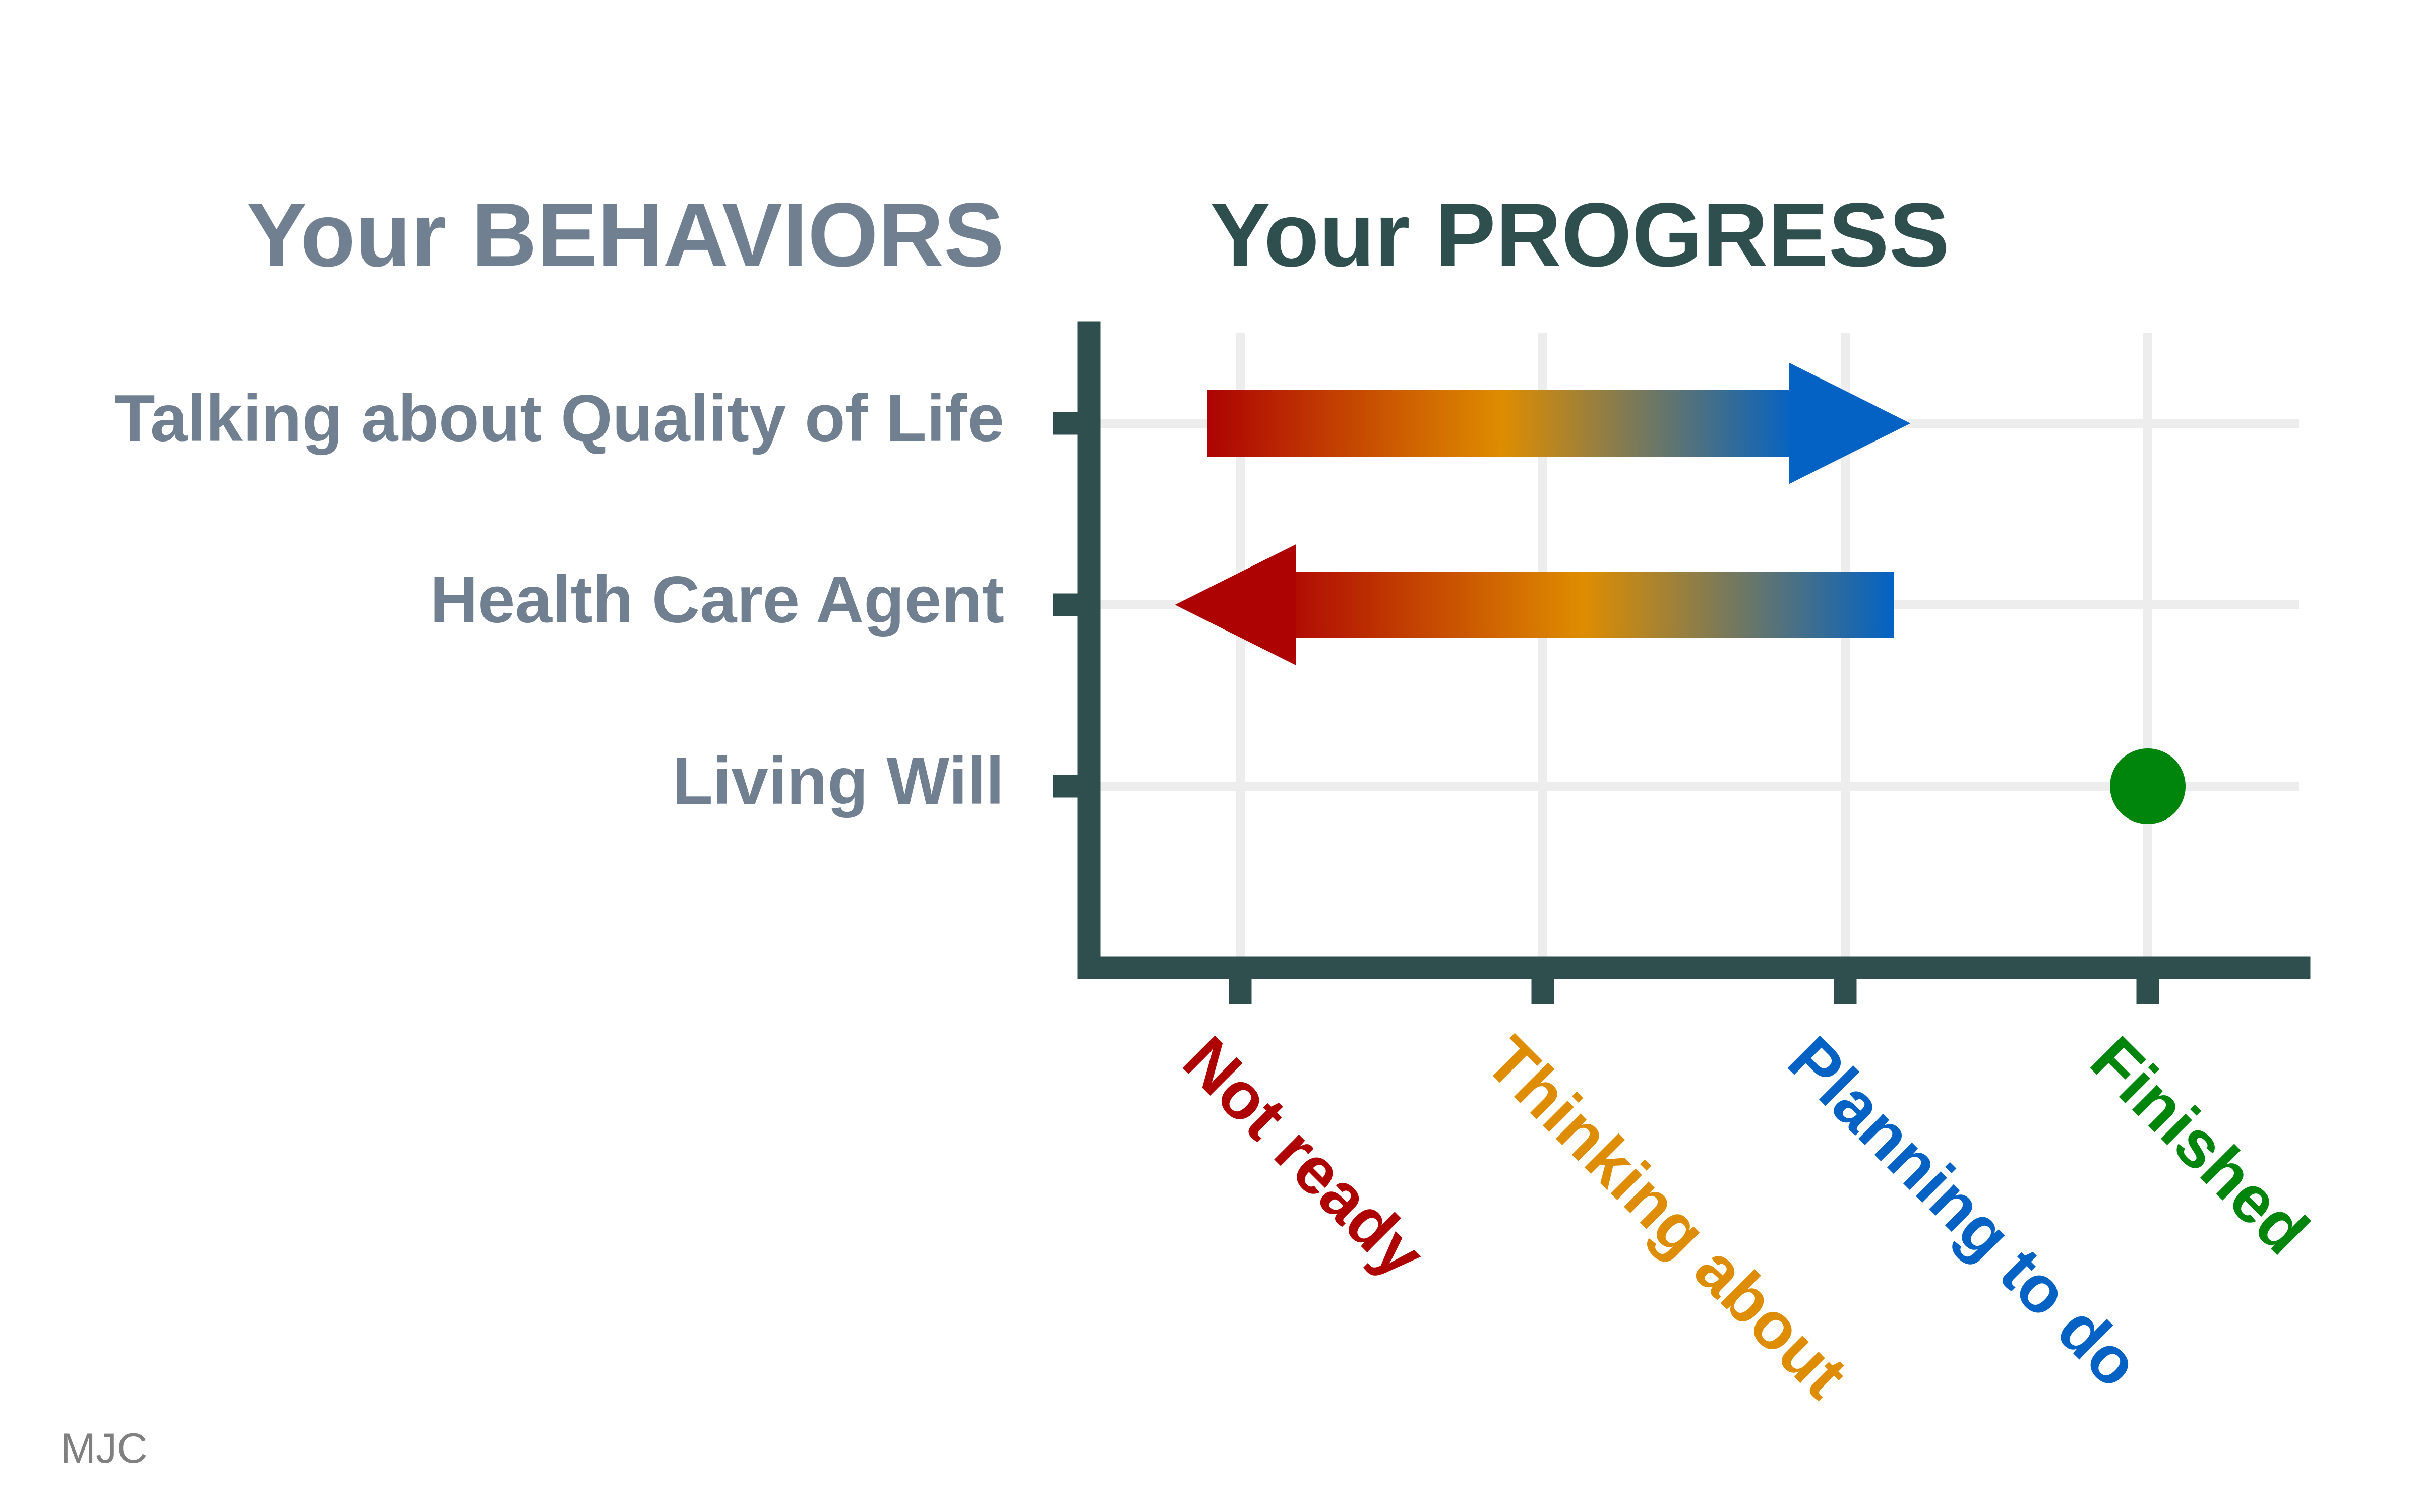 Your BEHAVIORS
Your PROGRESS
Talking about Quality of Life
Health Care Agent
Living Will
Not ready
Thinking about
Planning to do
Finished
MJC